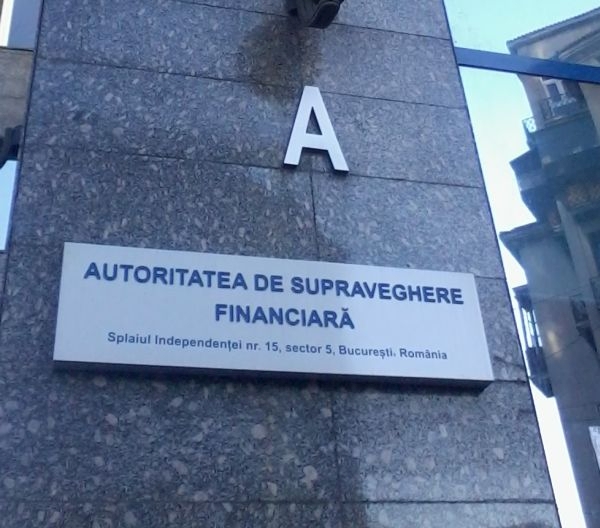 A
AUTORITATEA DE SUPRAVEGHERE
FINANCIARĂ
Splaiul Independenței nr. 15, sector 5, București, România